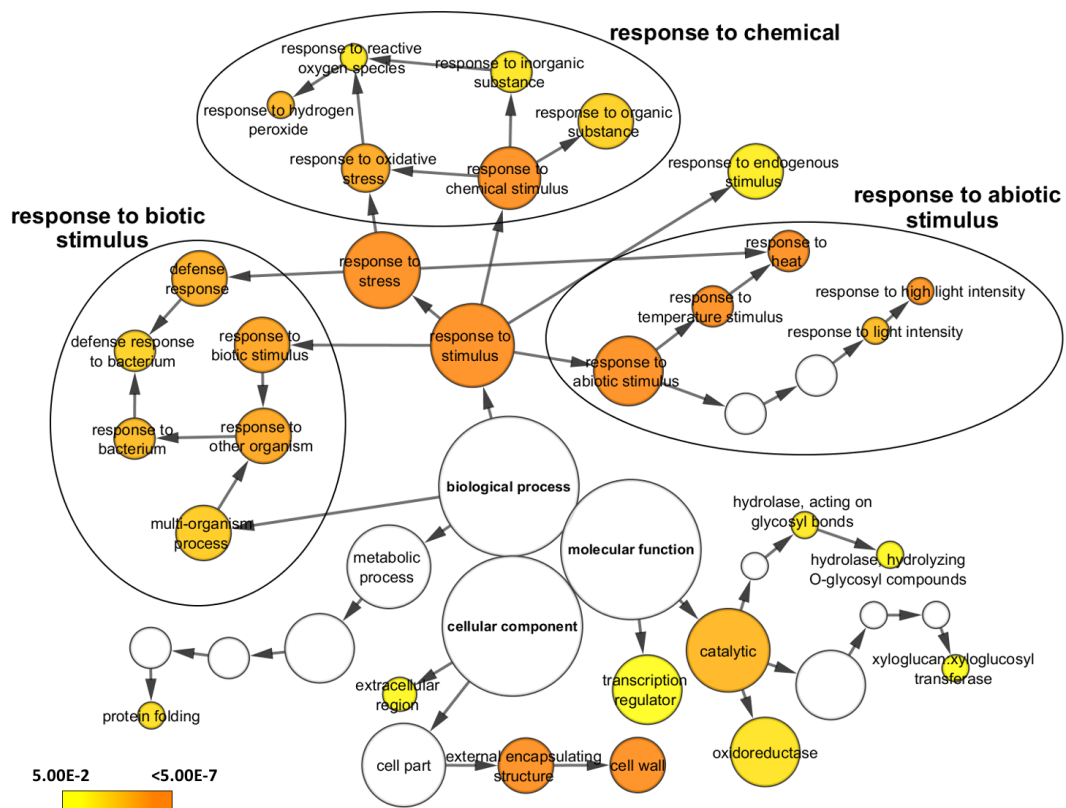 response to chemical
response to reactive
oxygen species
response to inorganic
substance
response to hydrogen
peroxide
response to organic
substance
response to oxidative
stress
response to
chemical stimulus
response to endogenous
stimulus
response to biotic
stimulus
response to abiotic
stimulus
defense
response
response to
stress
response to
heat
response to
temperature stimulus
response to high light intensity
response to light intensity
defense response
to bacterium
response to
biotic stimulus
response to
stimulus
response to
abiotic stimulus
response to
bacterium
response to
other organism
multi-organism
process
biological process
metabolic
process
molecular function
hydrolase, acting on
glycosyl bonds
hydrolase, hydrolyzing
O-glycosyl compounds
cellular component
catalytic
xyloglucan:xyloglucosyl
transferase
extracellular
region
transcription
regulator
protein folding
oxidoreductase
cell part
external encapsulating
structure
cell wall
5.00E-2
<5.00E-7